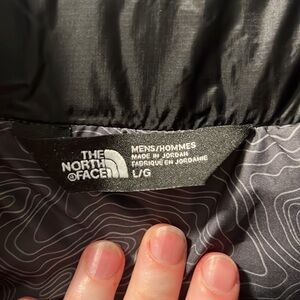 THE
NORTH
FACE
MENS/HOMMES
MADE IN JORDAN
FABRIQUÉ EN JORDANIE
L/G